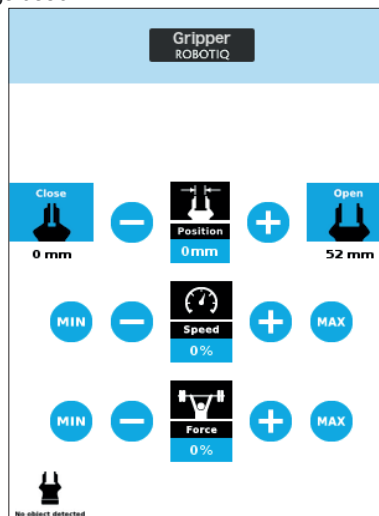 Gripper
ROBOTIQ
Close
Open
Position
0mm
0 mm
52 mm
MIN
MAX
Speed
0%
MIN
MAX
Force
0%
No object detected